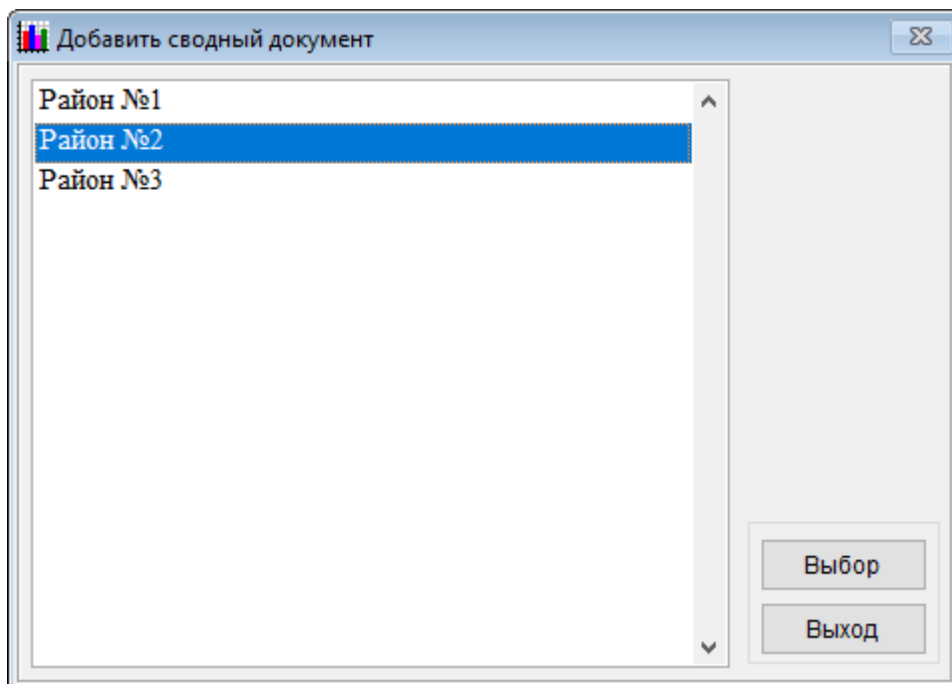 Добавить сводный документ
Район №1
Район №2
Район №3
Выбор
Выход